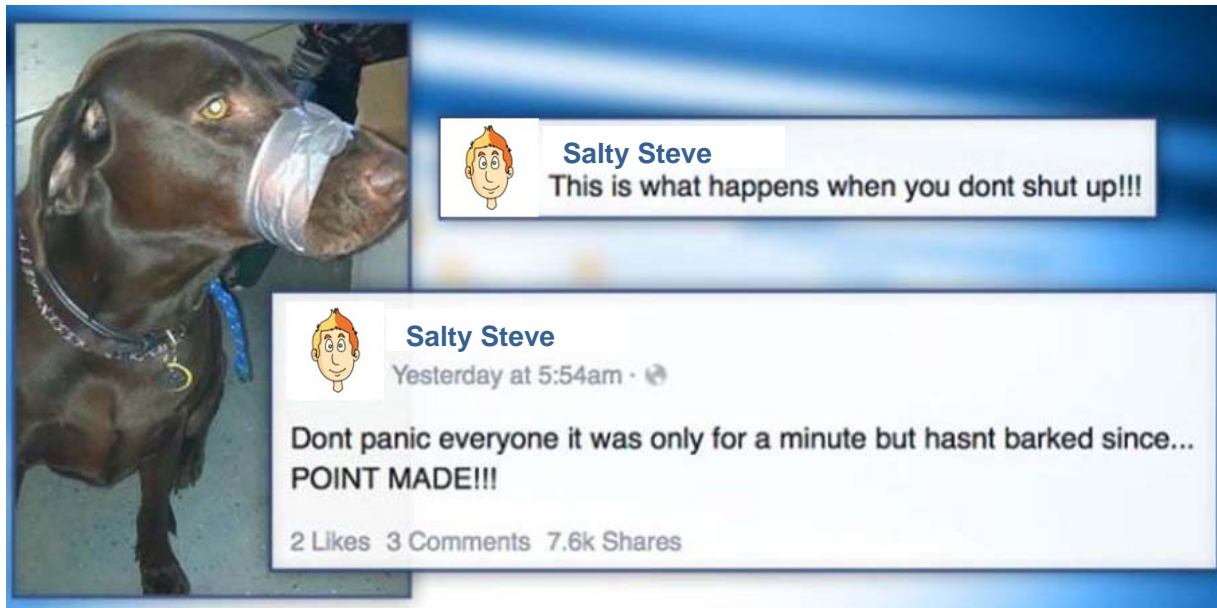 Salty Steve
This is what happens when you dont shut up!!!
Salty Steve
Yesterday at 5:54am ·
Dont panic everyone it was only for a minute but hasnt barked since...
POINT MADE!!!
2 Likes 3 Comments 7.6k Shares